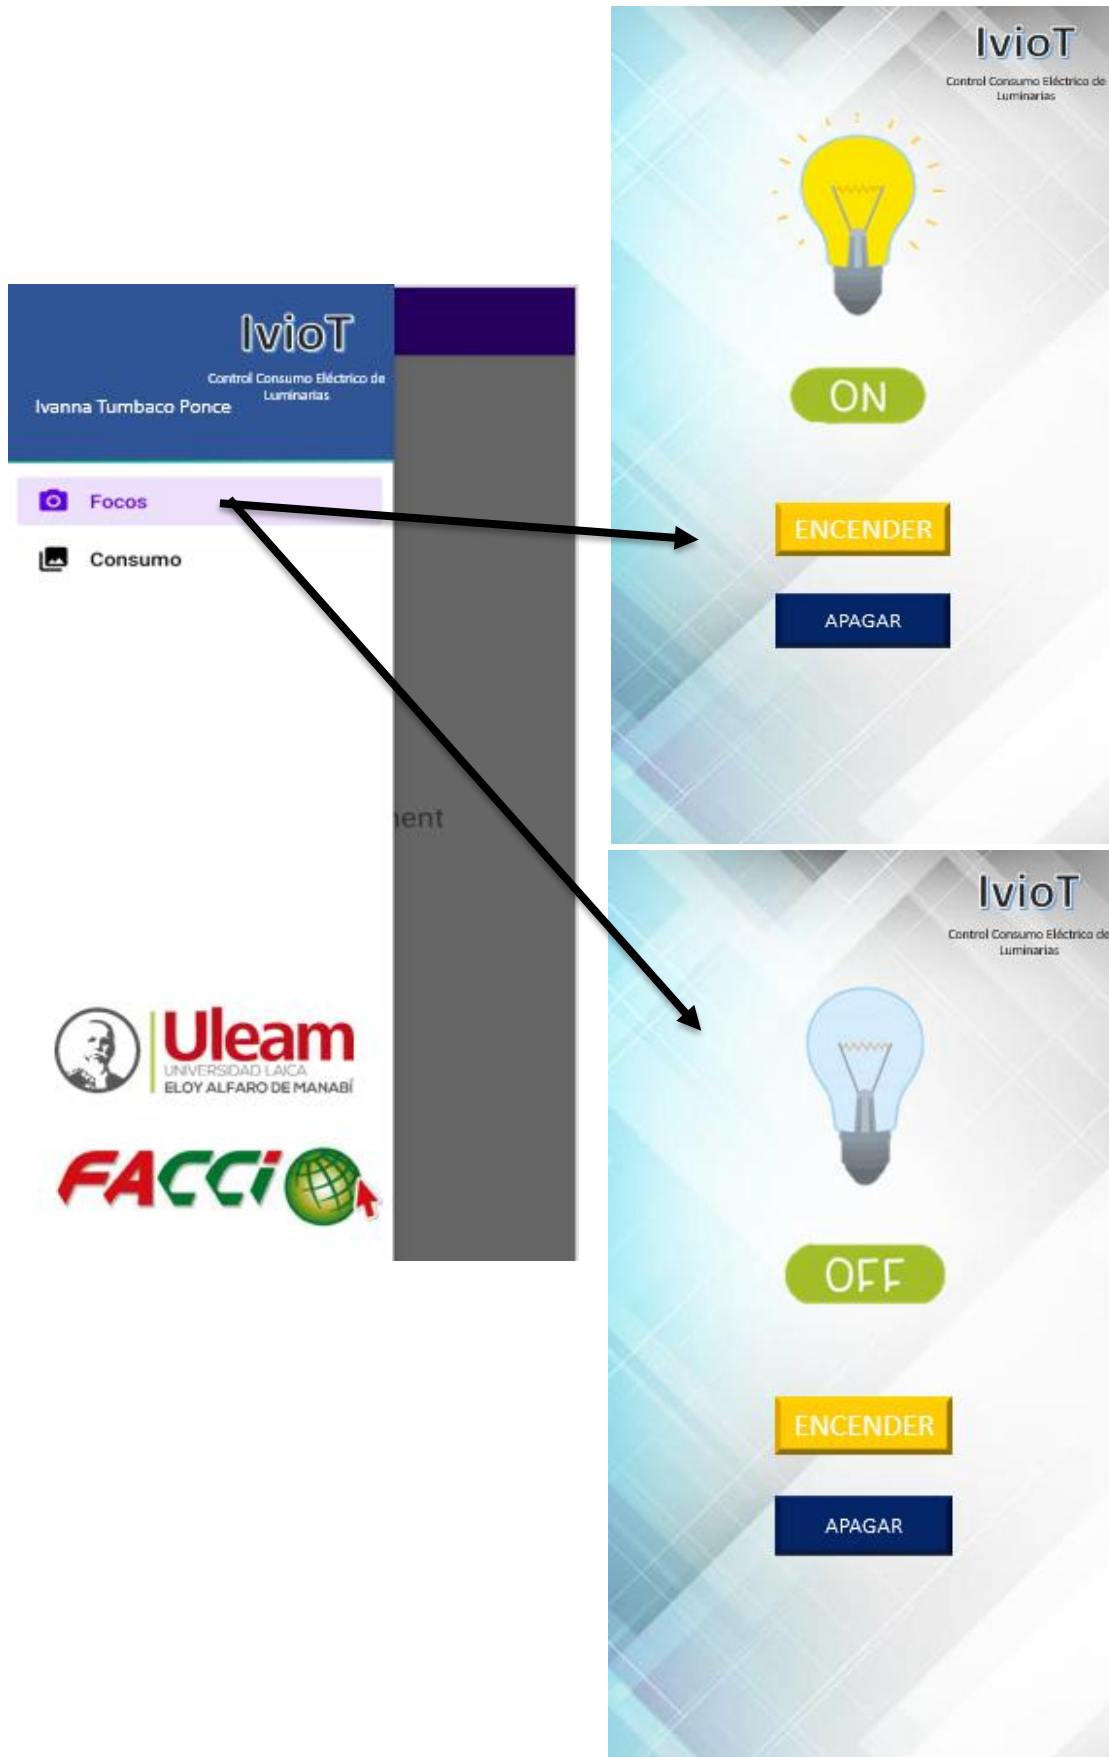 IvioT
Control Consumo Eléctrico de
Luminarias
Ivanna Tumbaco Ponce
Focos
Consumo
Uleam
UNIVERSIDAD LAICA
ELOY ALFARO DE MANABÍ
FACCi
IvioT
Control Consumo Eléctrico de
Luminarias
ON
ENCENDER
APAGAR
IvioT
Control Consumo Eléctrico de
Luminarias
OFF
ENCENDER
APAGAR